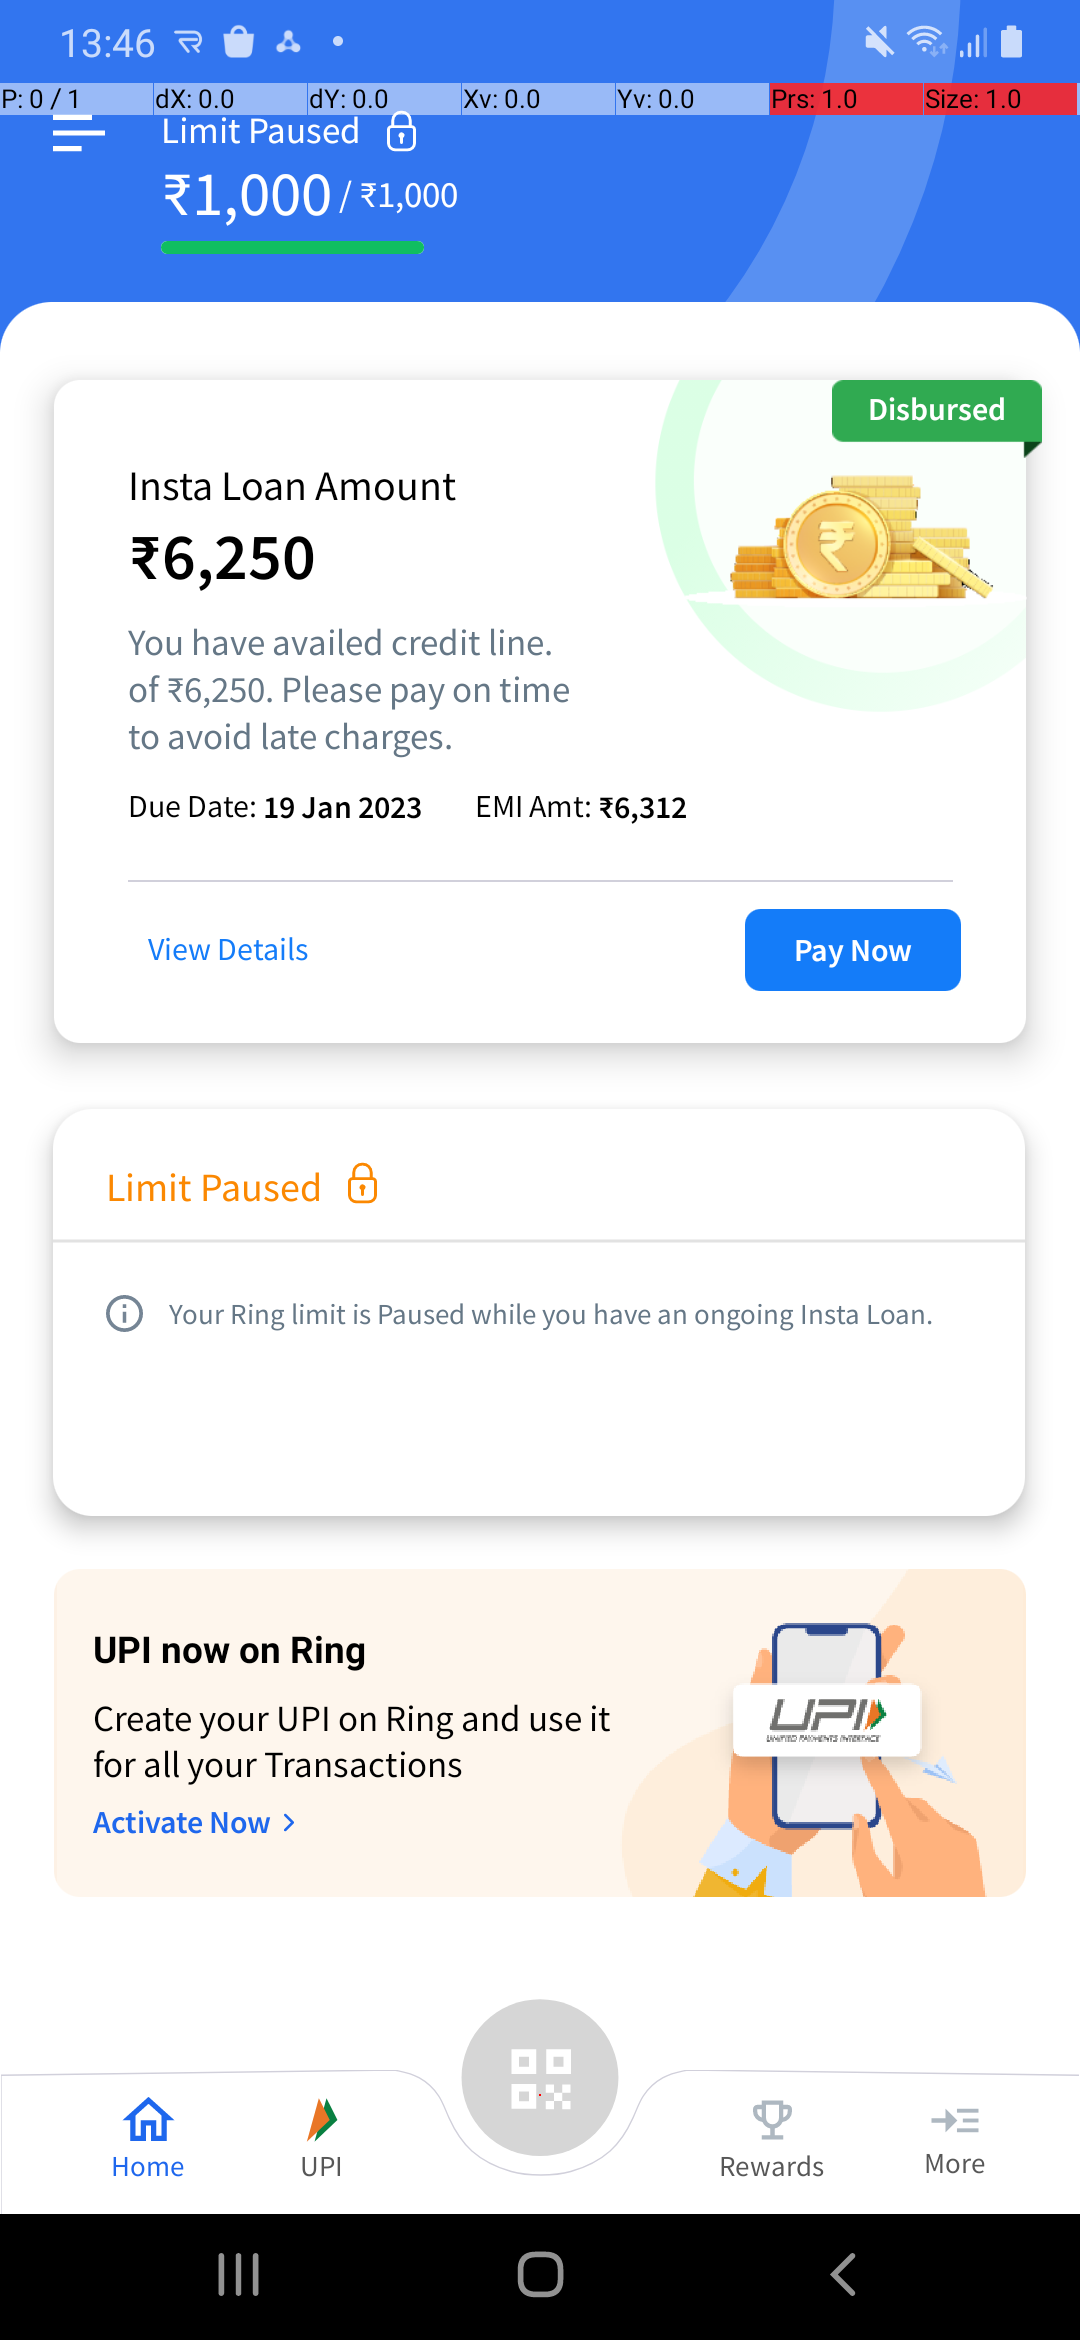 13:46
P: 0 / 1 dX: 0.0 dY: 0.0 Xv: 0.0 Yv: 0.0 Prs: 1.0 Size: 1.0
Limit Paused
₹1,000 / ₹1,000
Disbursed
Insta Loan Amount
₹6,250
You have availed credit line.
of ₹6,250. Please pay on time
to avoid late charges.
Due Date: 19 Jan 2023 EMI Amt: ₹6,312
View Details Pay Now
Limit Paused
Your Ring limit is Paused while you have an ongoing Insta Loan.
UPI now on Ring
Create your UPI on Ring and use it
for all your Transactions
Activate Now
UPI
UNIFIED PAYMENTS INTERFACE
Home UPI Rewards More